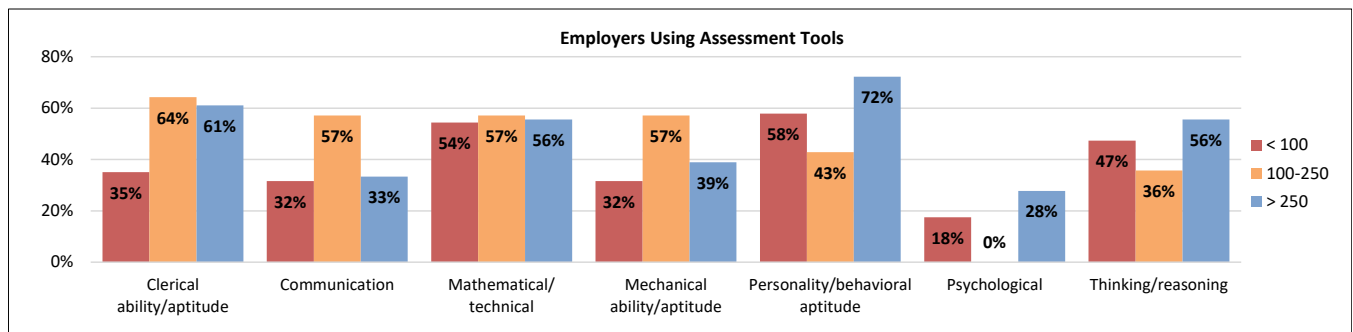 Employers Using Assessment Tools
80%
60%
40%
20%
0%
35%
64%
61%
32%
57%
33%
54%
57%
56%
32%
57%
39%
58%
43%
72%
18%
0%
28%
47%
36%
56%
Clerical
ability/aptitude
Communication
Mathematical/
technical
Mechanical
ability/aptitude
Personality/behavioral
aptitude
Psychological
Thinking/reasoning
< 100
100-250
> 250